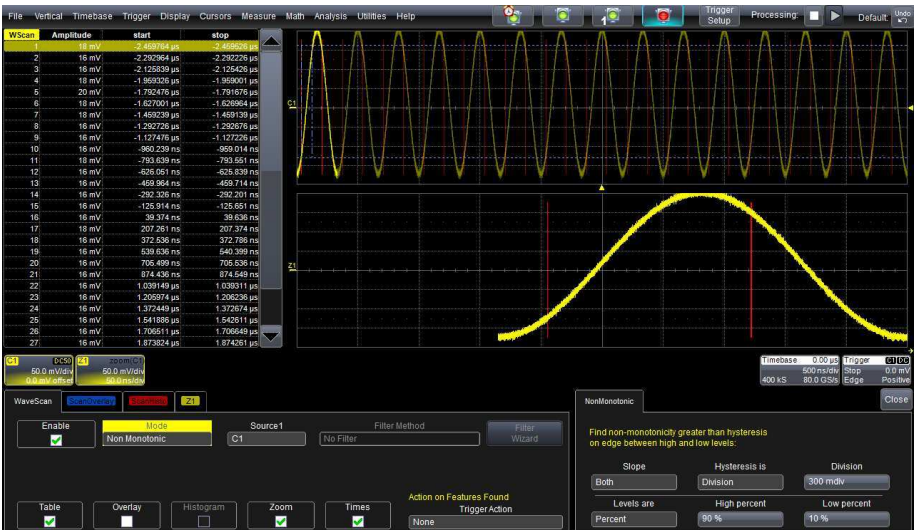 File Vertical Timebase Trigger Display Cursors Measure Math Analysis Utilities Help
Trigger Setup
Processing:
Default:
Undo
WScan Amplitude start stop
1 18 mV -2.459764 µs -2.459526 µs
2 16 mV -2.292964 µs -2.292226 µs
3 16 mV -2.125839 µs -2.125426 µs
4 18 mV -1.959326 µs -1.959001 µs
5 20 mV -1.792476 µs -1.791676 µs
6 18 mV -1.627001 µs -1.626964 µs
7 18 mV -1.459239 µs -1.459139 µs
8 16 mV -1.292726 µs -1.292676 µs
9 16 mV -1.127476 µs -1.127226 µs
10 16 mV -960.239 ns -959.014 ns
11 18 mV -793.639 ns -793.551 ns
12 16 mV -626.051 ns -625.839 ns
13 16 mV -459.964 ns -459.714 ns
14 16 mV -292.326 ns -292.201 ns
15 16 mV -125.914 ns -125.651 ns
16 16 mV 39.374 ns 39.636 ns
17 18 mV 207.261 ns 207.374 ns
18 16 mV 372.536 ns 372.786 ns
19 16 mV 539.636 ns 540.399 ns
20 16 mV 705.499 ns 705.536 ns
21 16 mV 874.436 ns 874.549 ns
22 16 mV 1.039149 µs 1.039311 µs
23 16 mV 1.205974 µs 1.206236 µs
24 16 mV 1.372449 µs 1.372674 µs
25 16 mV 1.541886 µs 1.542611 µs
26 16 mV 1.706511 µs 1.706649 µs
27 16 mV 1.873824 µs 1.874261 µs
C1
Z1
C1 DC50
50.0 mV/div
0.0 mV offset
Z1 zoom(C1)
50.0 mV/div
50.0 ns/div
Timebase 0.00 µs
500 ns/div
400 kS 80.0 GS/s
Trigger C1 DC
Stop 0.0 mV
Edge Positive
WaveScan ScanOverlay Z1
Enable
Mode
Non Monotonic
Source1
C1
Filter Method
No Filter
Filter Wizard
Table
Overlay
Histogram
Zoom
Times
Action on Features Found
Trigger Action
None
NonMonotonic
Close
Find non-monotonicity greater than hysteresis
on edge between high and low levels:
Slope
Both
Hysteresis is
Division
Division
300 mdiv
Levels are
Percent
High percent
90 %
Low percent
10 %